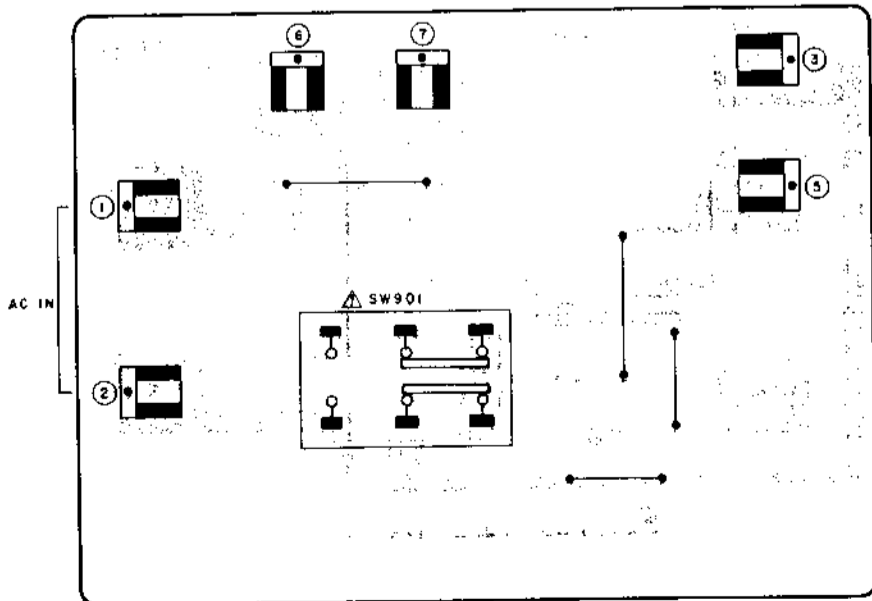 ⑥ ⑦
③
①
⑤
AC IN
⚠ SW901
②